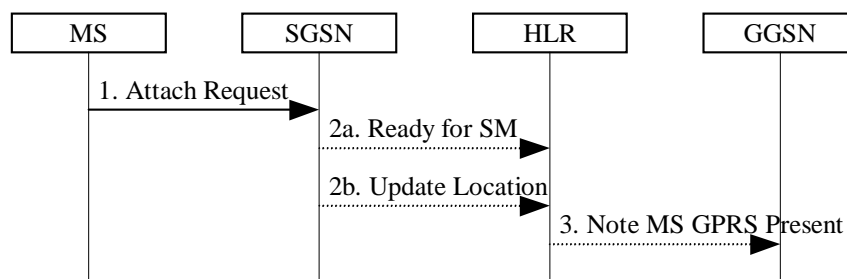 MS
SGSN
HLR
GGSN
1. Attach Request
2a. Ready for SM
2b. Update Location
3. Note MS GPRS Present